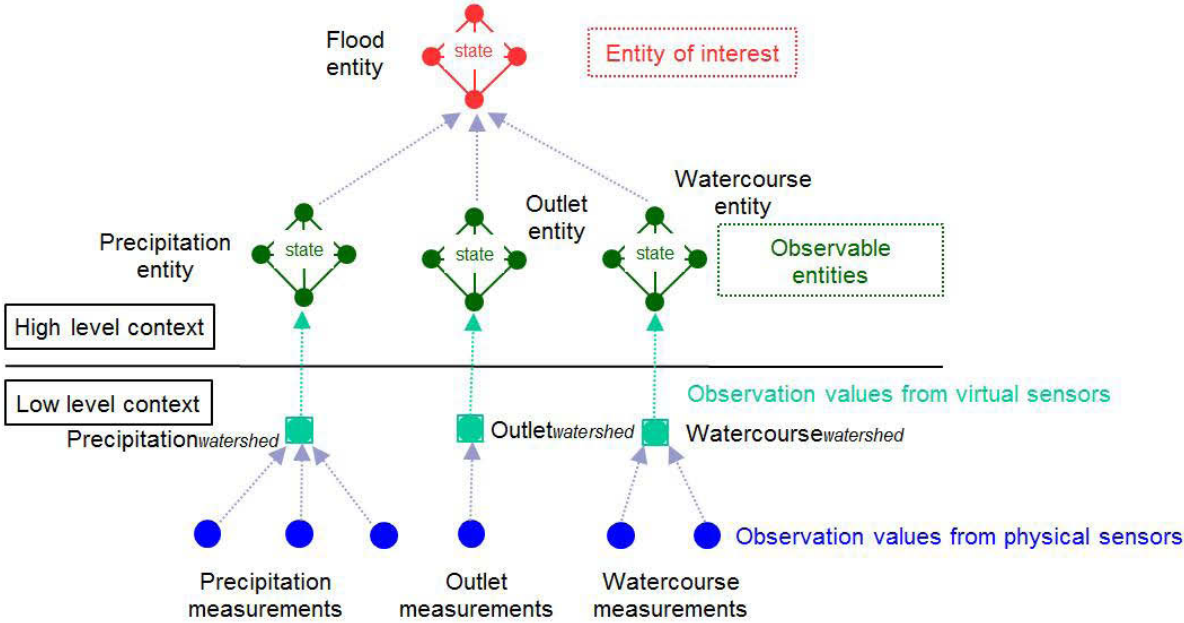 Flood
entity
state
Entity of interest
Precipitation
entity
state
Outlet
entity
state
Watercourse
entity
state
Observable
entities
High level context
Low level context
Observation values from virtual sensors
Precipitationwatershed
Outletwatershed
Watercoursewatershed
Observation values from physical sensors
Precipitation
measurements
Outlet
measurements
Watercourse
measurements